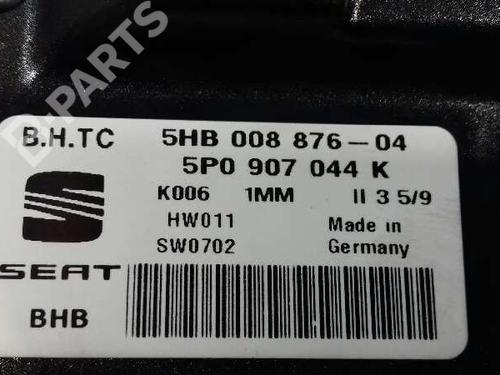 D-PARTS
B.H.TC 5HB 008 876-04
5P0 907 044 K
K006 1MM II 3 5/9
HW011 Made in
SW0702 Germany
SEAT
BHB